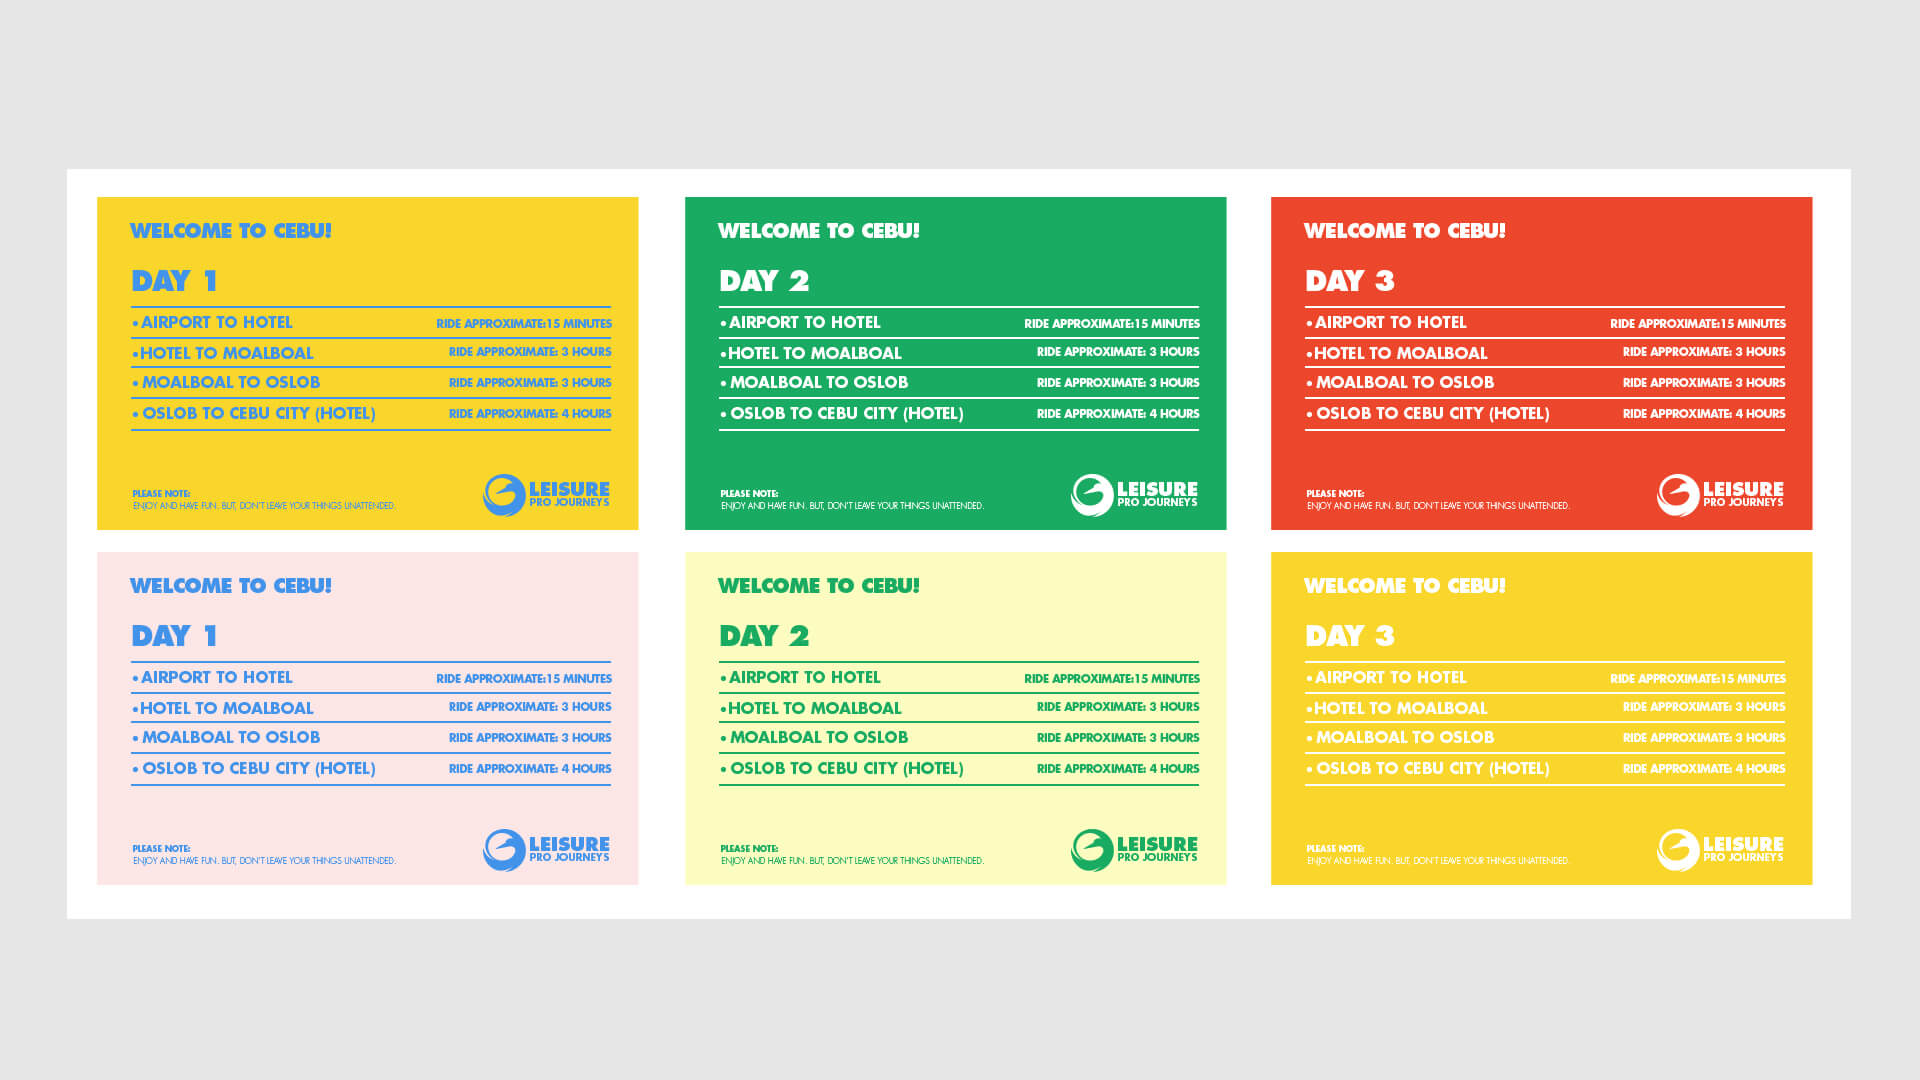 WELCOME TO CEBU!
DAY 1
• AIRPORT TO HOTEL RIDE APPROXIMATE:15 MINUTES
•HOTEL TO MOALBOAL RIDE APPROXIMATE: 3 HOURS
• MOALBOAL TO OSLOB RIDE APPROXIMATE: 3 HOURS
• OSLOB TO CEBU CITY (HOTEL) RIDE APPROXIMATE: 4 HOURS
PLEASE NOTE:
ENJOY AND HAVE FUN. BUT, DON'T LEAVE YOUR THINGS UNATTENDED.
LEISURE
PRO JOURNEYS
WELCOME TO CEBU!
DAY 2
• AIRPORT TO HOTEL RIDE APPROXIMATE:15 MINUTES
•HOTEL TO MOALBOAL RIDE APPROXIMATE: 3 HOURS
• MOALBOAL TO OSLOB RIDE APPROXIMATE: 3 HOURS
• OSLOB TO CEBU CITY (HOTEL) RIDE APPROXIMATE: 4 HOURS
PLEASE NOTE:
ENJOY AND HAVE FUN. BUT, DON'T LEAVE YOUR THINGS UNATTENDED.
LEISURE
PRO JOURNEYS
WELCOME TO CEBU!
DAY 3
• AIRPORT TO HOTEL RIDE APPROXIMATE:15 MINUTES
•HOTEL TO MOALBOAL RIDE APPROXIMATE: 3 HOURS
• MOALBOAL TO OSLOB RIDE APPROXIMATE: 3 HOURS
• OSLOB TO CEBU CITY (HOTEL) RIDE APPROXIMATE: 4 HOURS
PLEASE NOTE:
ENJOY AND HAVE FUN. BUT, DON'T LEAVE YOUR THINGS UNATTENDED.
LEISURE
PRO JOURNEYS
WELCOME TO CEBU!
DAY 1
• AIRPORT TO HOTEL RIDE APPROXIMATE:15 MINUTES
•HOTEL TO MOALBOAL RIDE APPROXIMATE: 3 HOURS
• MOALBOAL TO OSLOB RIDE APPROXIMATE: 3 HOURS
• OSLOB TO CEBU CITY (HOTEL) RIDE APPROXIMATE: 4 HOURS
PLEASE NOTE:
ENJOY AND HAVE FUN. BUT, DON'T LEAVE YOUR THINGS UNATTENDED.
LEISURE
PRO JOURNEYS
WELCOME TO CEBU!
DAY 2
• AIRPORT TO HOTEL RIDE APPROXIMATE:15 MINUTES
•HOTEL TO MOALBOAL RIDE APPROXIMATE: 3 HOURS
• MOALBOAL TO OSLOB RIDE APPROXIMATE: 3 HOURS
• OSLOB TO CEBU CITY (HOTEL) RIDE APPROXIMATE: 4 HOURS
PLEASE NOTE:
ENJOY AND HAVE FUN. BUT, DON'T LEAVE YOUR THINGS UNATTENDED.
LEISURE
PRO JOURNEYS
WELCOME TO CEBU!
DAY 3
• AIRPORT TO HOTEL RIDE APPROXIMATE:15 MINUTES
•HOTEL TO MOALBOAL RIDE APPROXIMATE: 3 HOURS
• MOALBOAL TO OSLOB RIDE APPROXIMATE: 3 HOURS
• OSLOB TO CEBU CITY (HOTEL) RIDE APPROXIMATE: 4 HOURS
PLEASE NOTE:
ENJOY AND HAVE FUN. BUT, DON'T LEAVE YOUR THINGS UNATTENDED.
LEISURE
PRO JOURNEYS